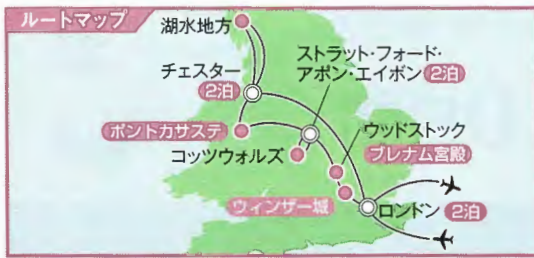 ルートマップ
湖水地方
ストラット・フォード・
アポン・エイボン 2泊
チェスター
2泊
ポントカサステ
ウッドストック
コッツウォルズ
ブレナム宮殿
ウィンザー城
ロンドン 2泊